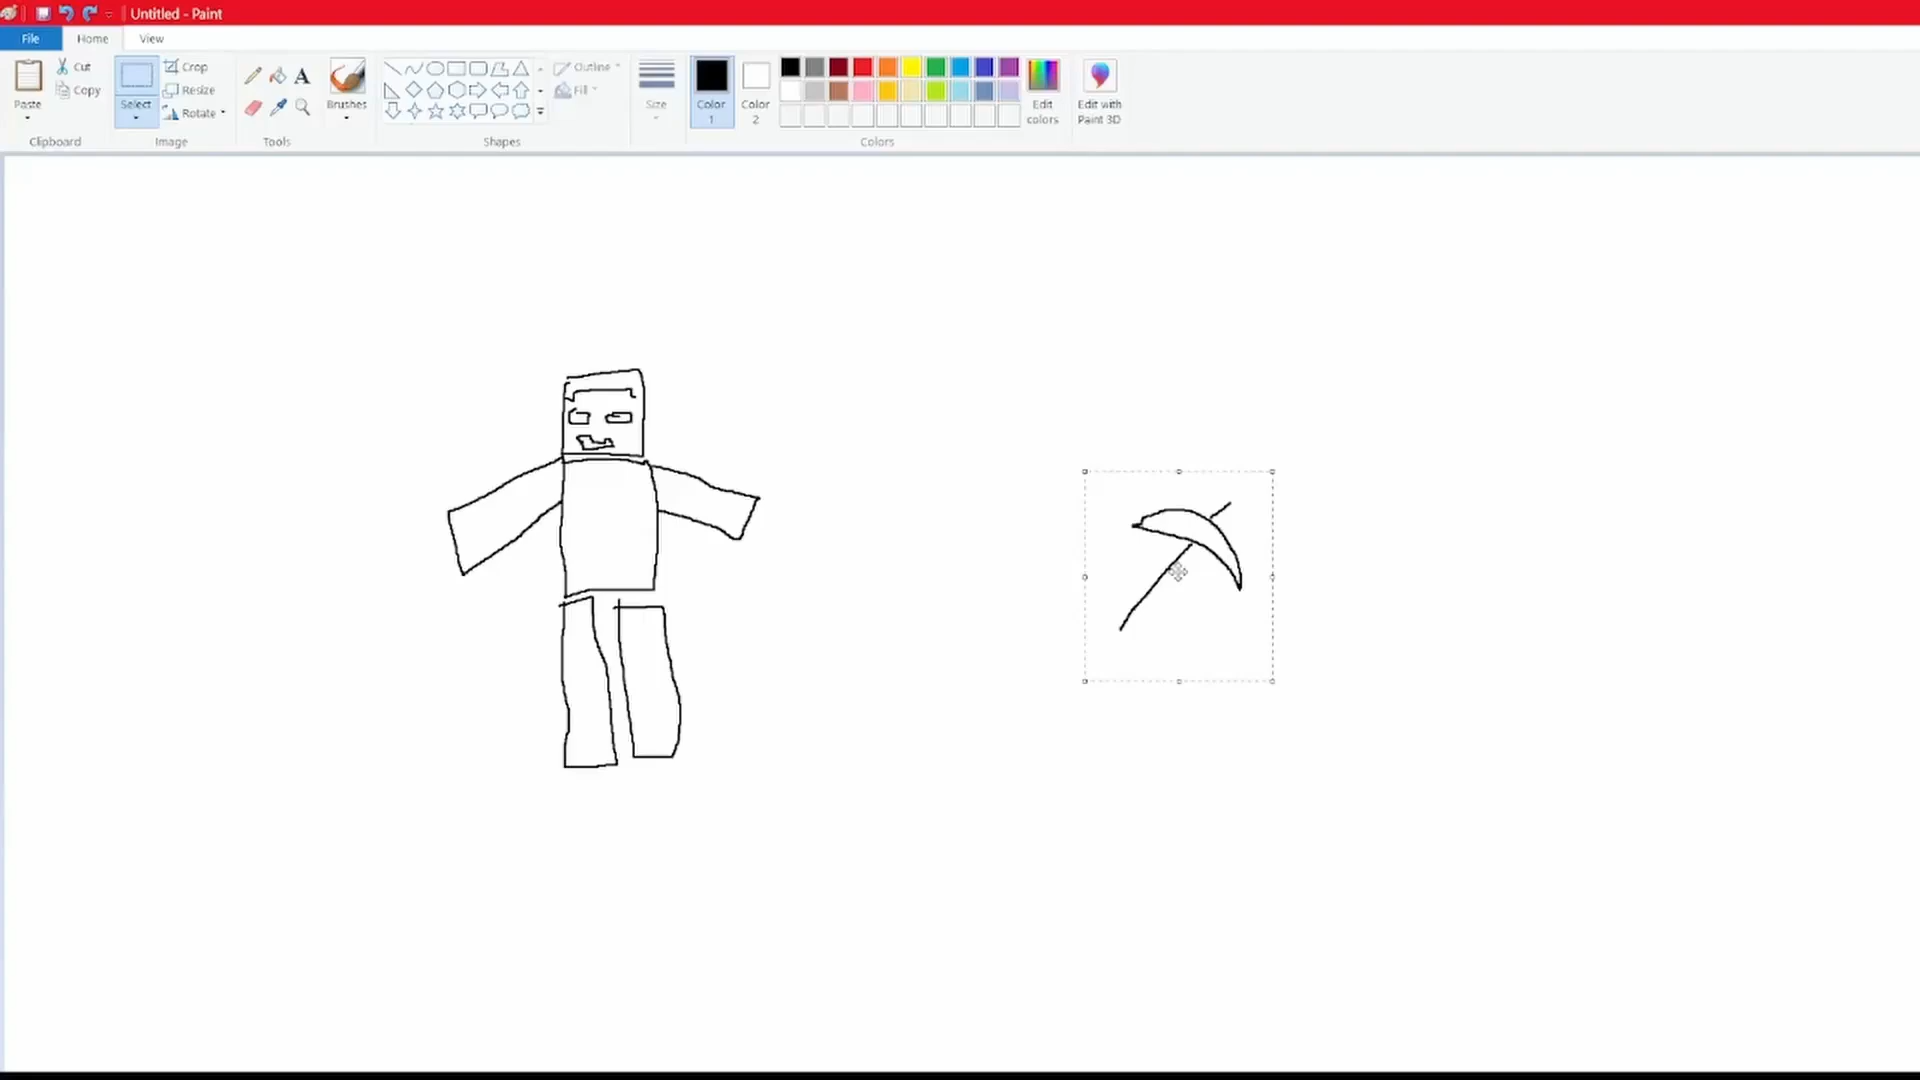 Untitled - Paint
File Home View
Cut Crop Outline
Copy Resize Fill
Paste Select Rotate A Brushes Size Color 1 Color 2 Edit colors Edit with Paint 3D
Clipboard Image Tools Shapes Colors